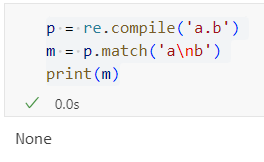 p = re.compile('a.b')
m = p.match('a\nb')
print(m)
0.0s
None